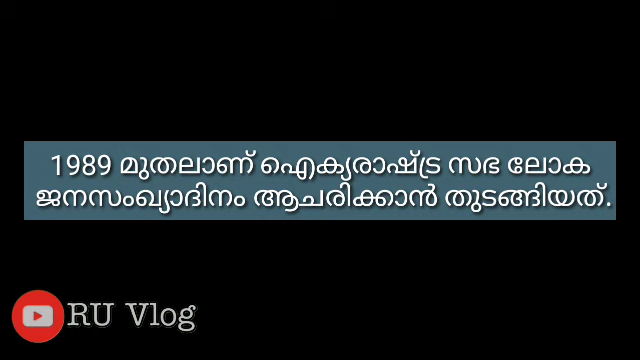 1989 മുതലാണ് ഐക്യരാഷ്ട്ര സഭ ലോക
ജനസംഖ്യാദിനം ആചരിക്കാൻ തുടങ്ങിയത്.
RU Vlog